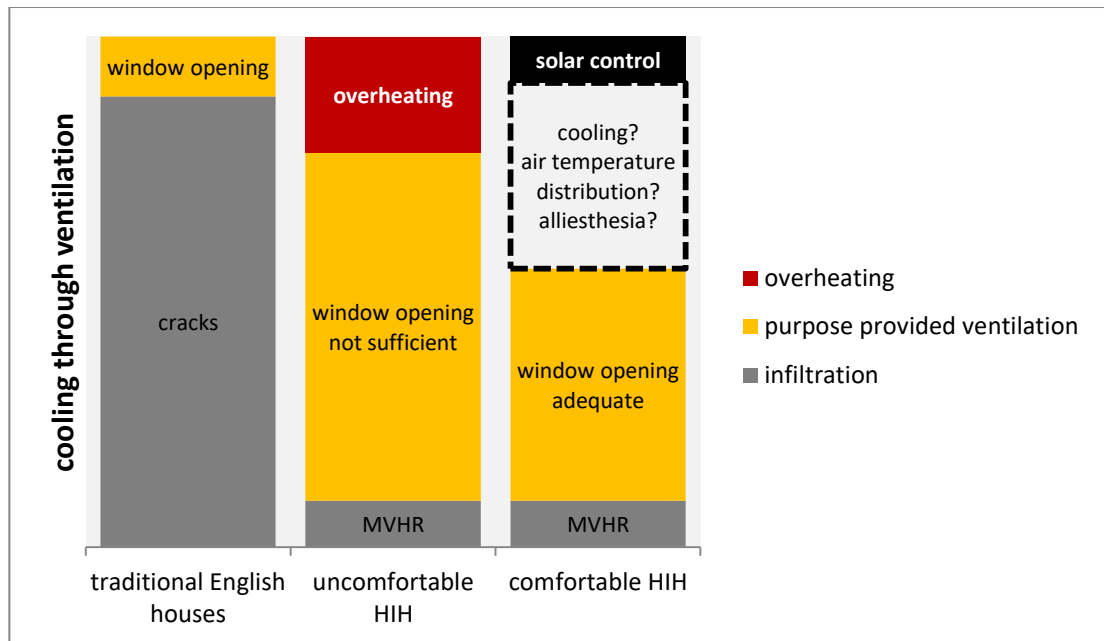 cooling through ventilation
window opening
cracks
overheating
window opening
not sufficient
MVHR
solar control
cooling?
air temperature
distribution?
alliesthesia?
window opening
adequate
MVHR
traditional English
houses
uncomfortable
HIH
comfortable HIH
overheating
purpose provided ventilation
infiltration